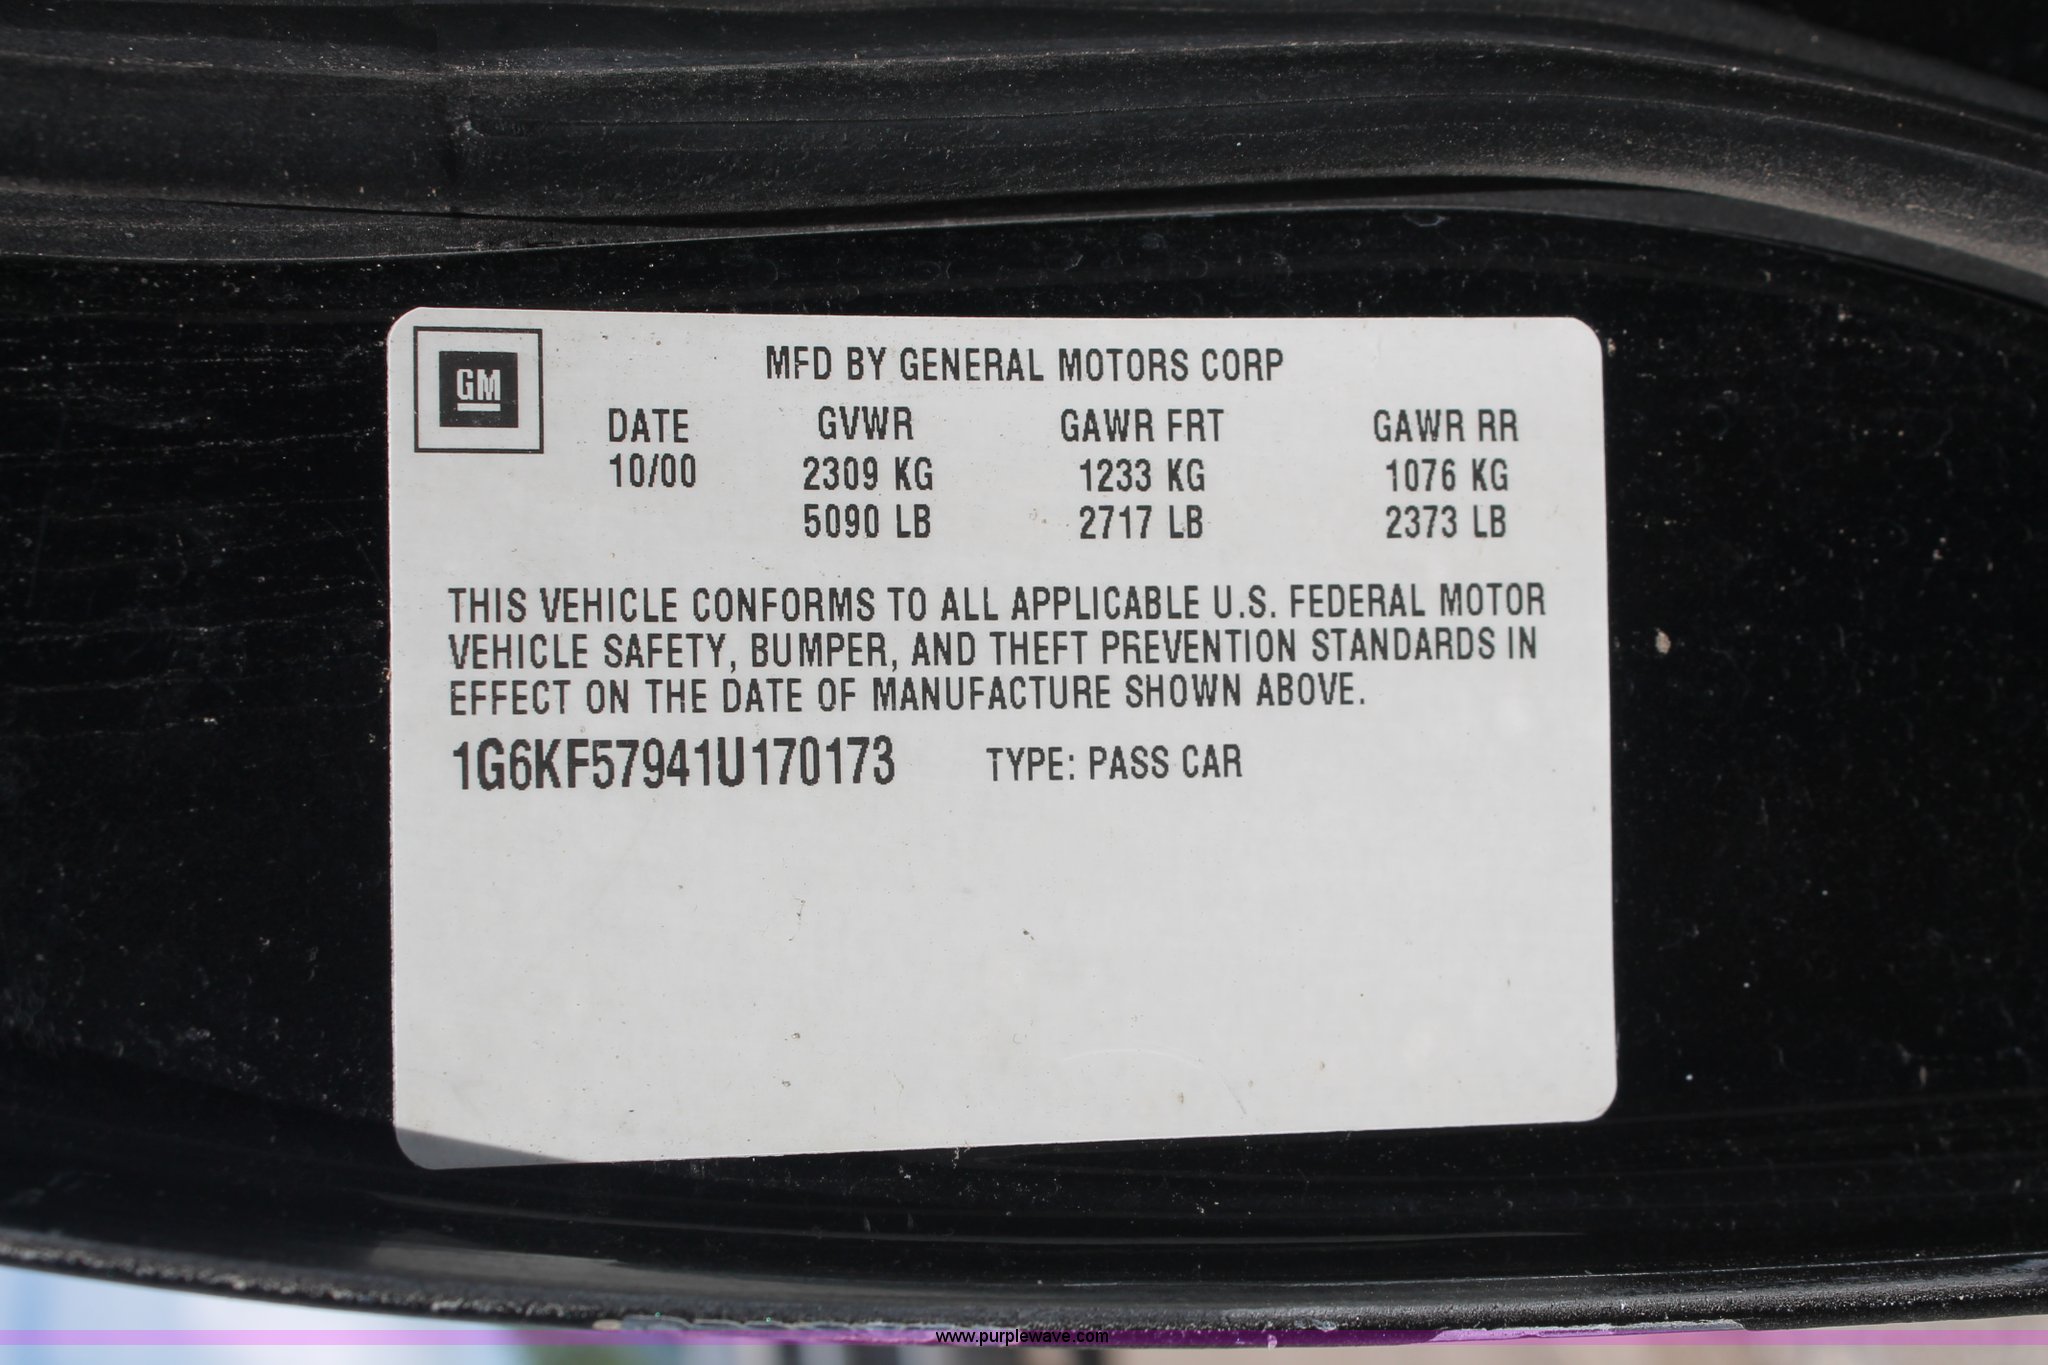 GM
MFD BY GENERAL MOTORS CORP
DATE GVWR GAWR FRT GAWR RR
10/00 2309 KG 1233 KG 1076 KG
5090 LB 2717 LB 2373 LB
THIS VEHICLE CONFORMS TO ALL APPLICABLE U.S. FEDERAL MOTOR
VEHICLE SAFETY, BUMPER, AND THEFT PREVENTION STANDARDS IN
EFFECT ON THE DATE OF MANUFACTURE SHOWN ABOVE.
1G6KF57941U170173 TYPE: PASS CAR
www.purplewave.com